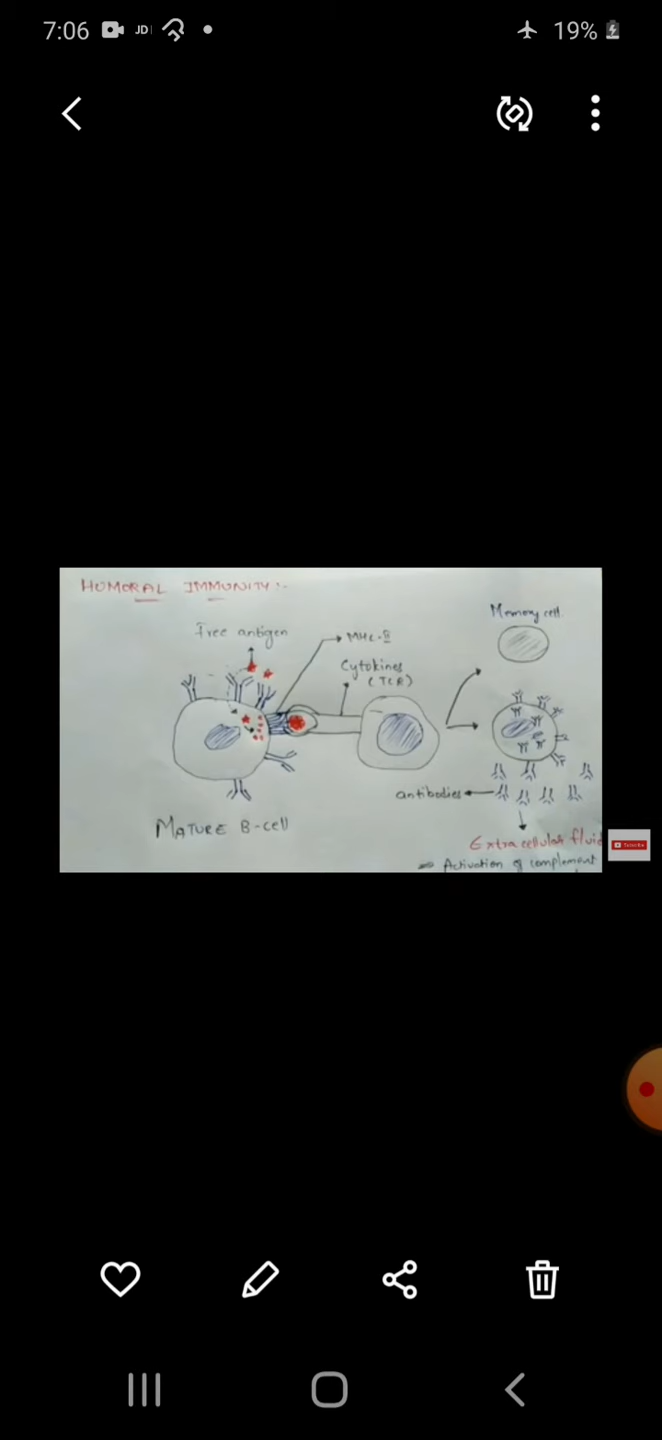 7:06 JD 19%
HUMORAL IMMUNITY:-
Memory cell.
Free antigen
MHC-II
Cytokines
(TCR)
antibodies
MATURE B-cell
Extra cellular fluid
Activation of complement